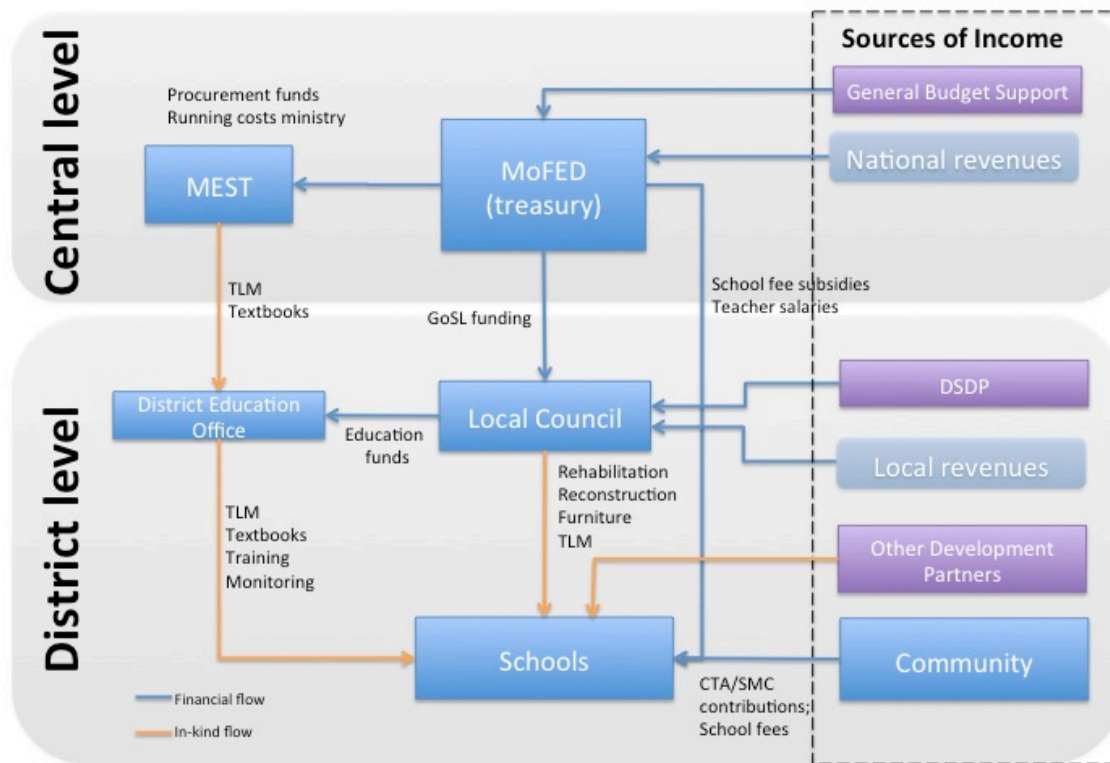 Central level
Sources of Income
General Budget Support
National revenues
Procurement funds
Running costs ministry
MEST
MoFED
(treasury)
TLM
Textbooks
GoSL funding
School fee subsidies
Teacher salaries
District level
District Education
Office
Education
funds
Local Council
DSDP
Local revenues
Rehabilitation
Reconstruction
Furniture
TLM
TLM
Textbooks
Training
Monitoring
Other Development
Partners
Schools
Community
CTA/SMC
contributions;
School fees
Financial flow
In-kind flow